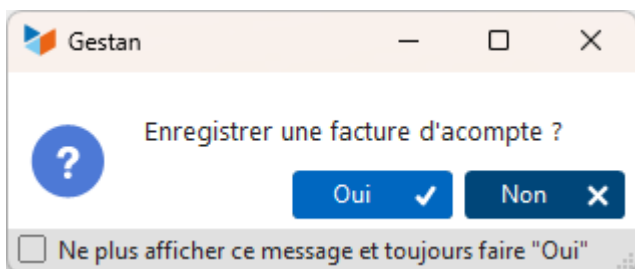 Gestan
Enregistrer une facture d'acompte ?
?
Oui
Non
Ne plus afficher ce message et toujours faire "Oui"